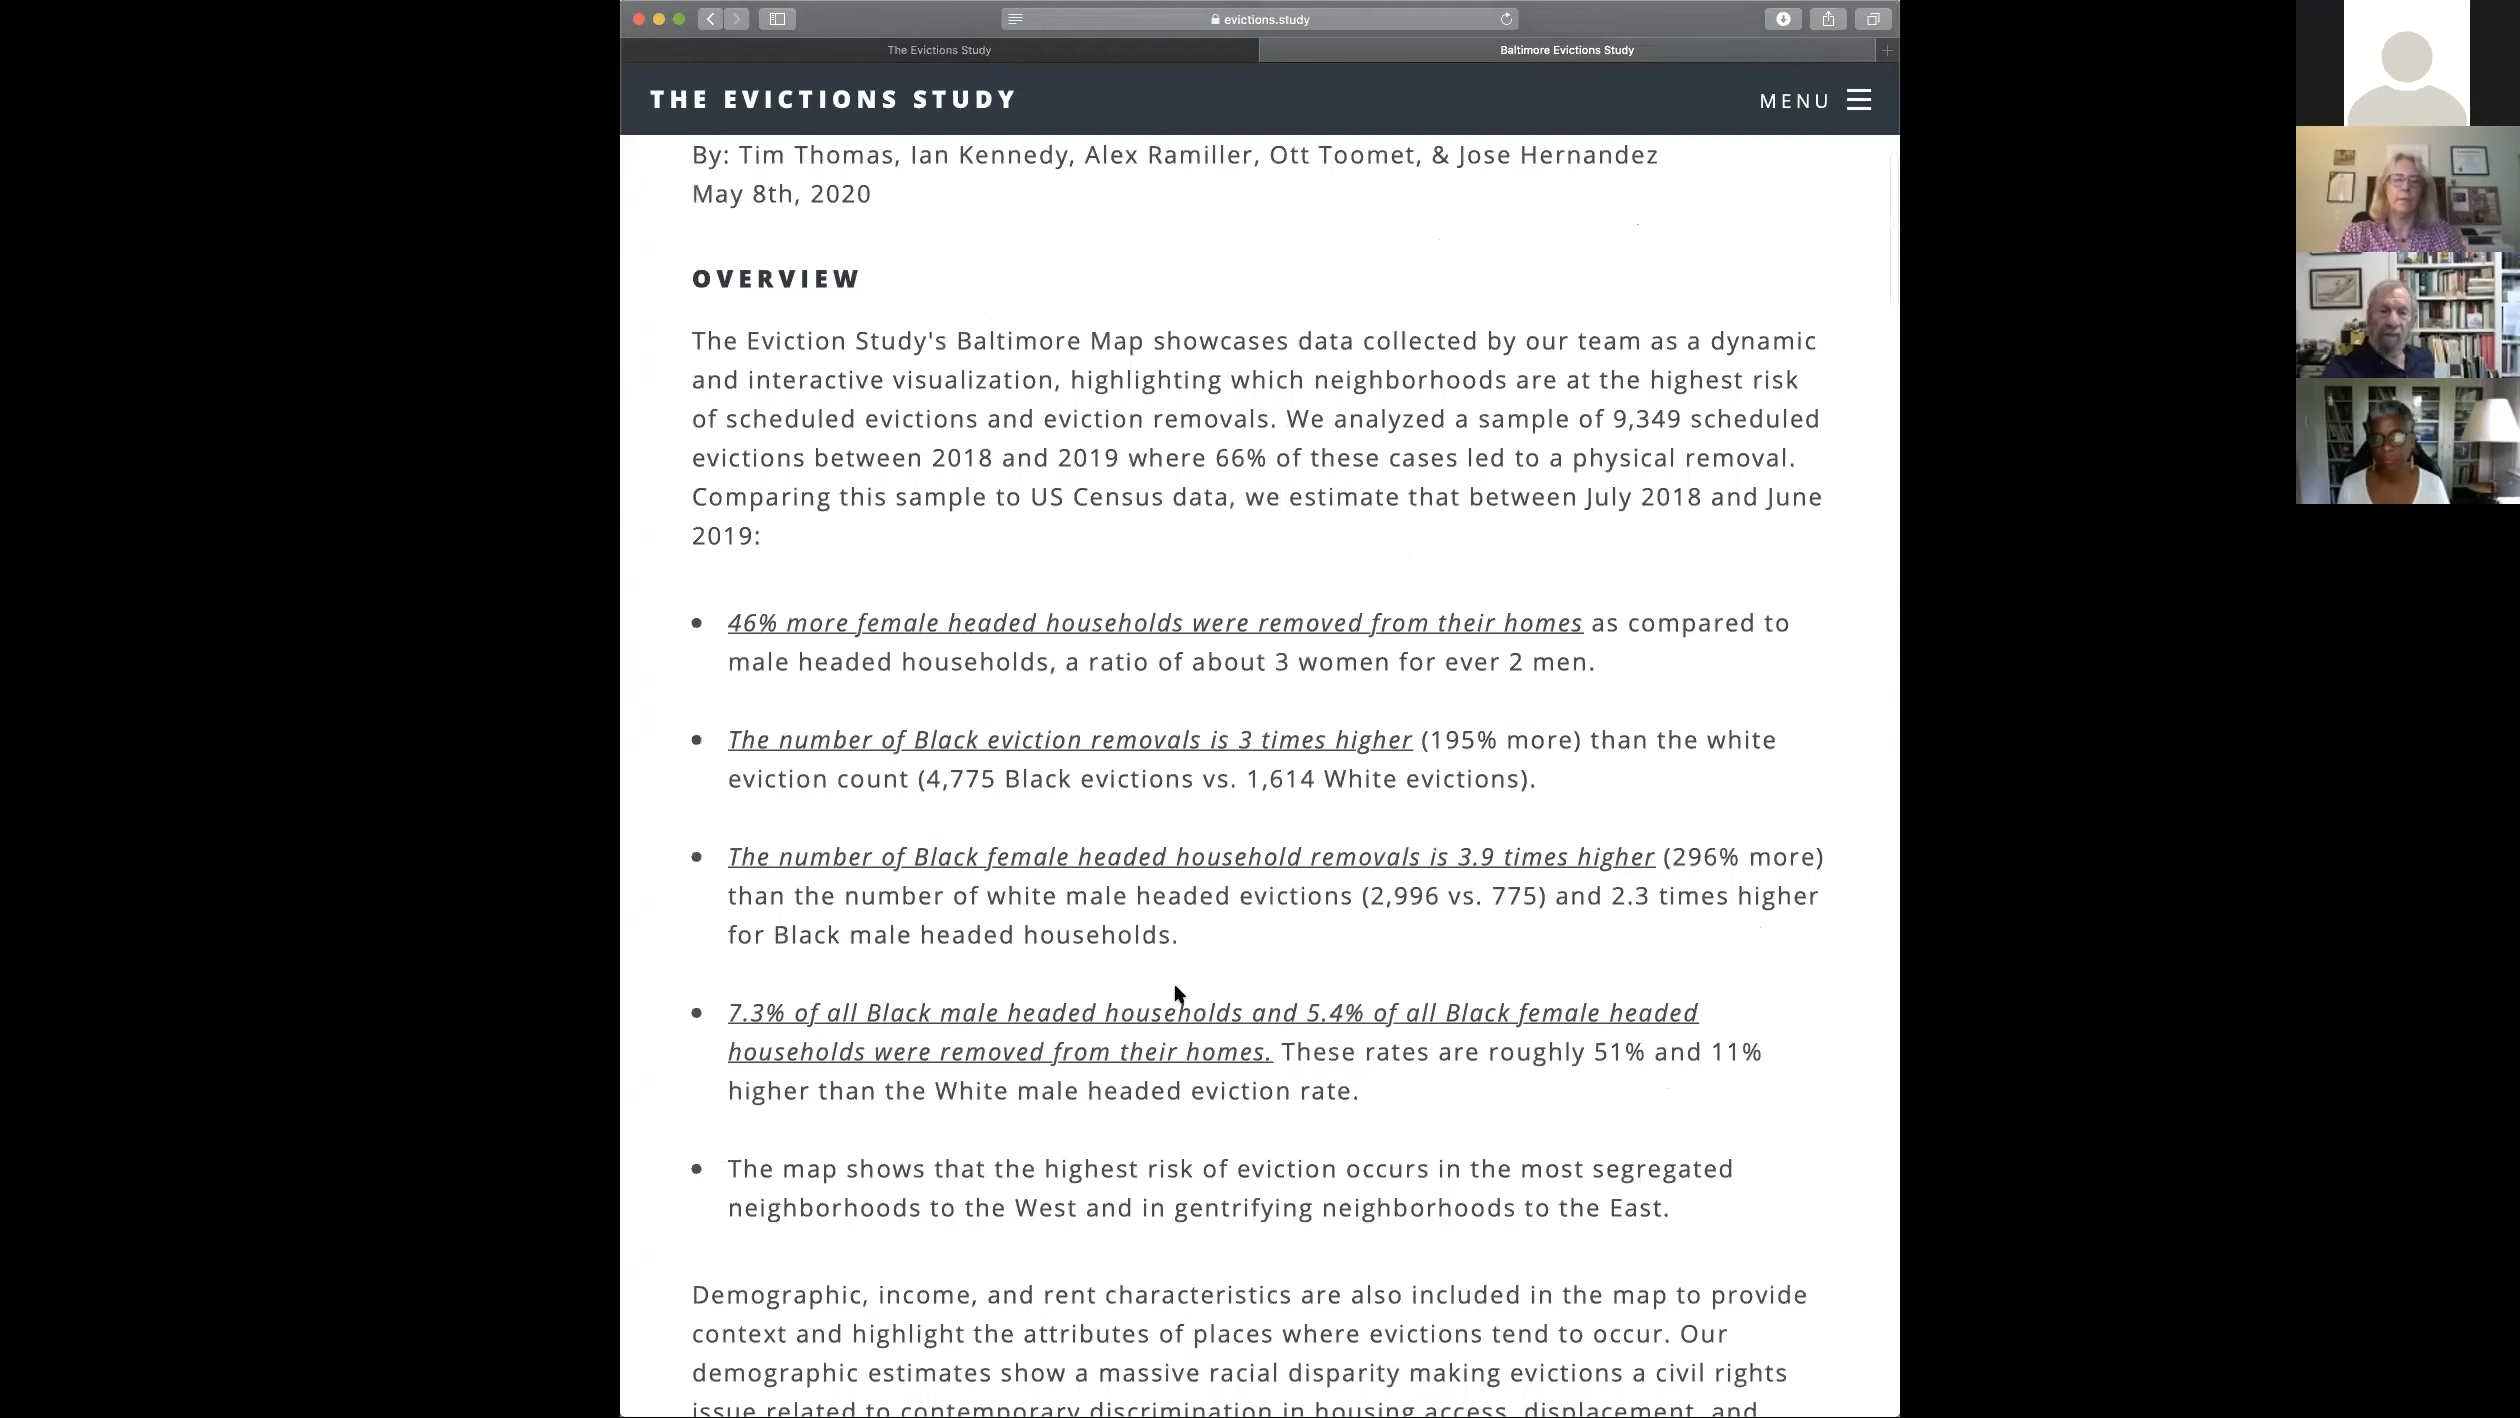 evictions.study
The Evictions Study
Baltimore Evictions Study
THE EVICTIONS STUDY
MENU
By: Tim Thomas, Ian Kennedy, Alex Ramiller, Ott Toomet, & Jose Hernandez
May 8th, 2020
OVERVIEW
The Eviction Study's Baltimore Map showcases data collected by our team as a dynamic
and interactive visualization, highlighting which neighborhoods are at the highest risk
of scheduled evictions and eviction removals. We analyzed a sample of 9,349 scheduled
evictions between 2018 and 2019 where 66% of these cases led to a physical removal.
Comparing this sample to US Census data, we estimate that between July 2018 and June
2019:
46% more female headed households were removed from their homes as compared to
male headed households, a ratio of about 3 women for ever 2 men.
The number of Black eviction removals is 3 times higher (195% more) than the white
eviction count (4,775 Black evictions vs. 1,614 White evictions).
The number of Black female headed household removals is 3.9 times higher (296% more)
than the number of white male headed evictions (2,996 vs. 775) and 2.3 times higher
for Black male headed households.
7.3% of all Black male headed households and 5.4% of all Black female headed
households were removed from their homes. These rates are roughly 51% and 11%
higher than the White male headed eviction rate.
The map shows that the highest risk of eviction occurs in the most segregated
neighborhoods to the West and in gentrifying neighborhoods to the East.
Demographic, income, and rent characteristics are also included in the map to provide
context and highlight the attributes of places where evictions tend to occur. Our
demographic estimates show a massive racial disparity making evictions a civil rights
issue related to contemporary discrimination in housing access, displacement, and